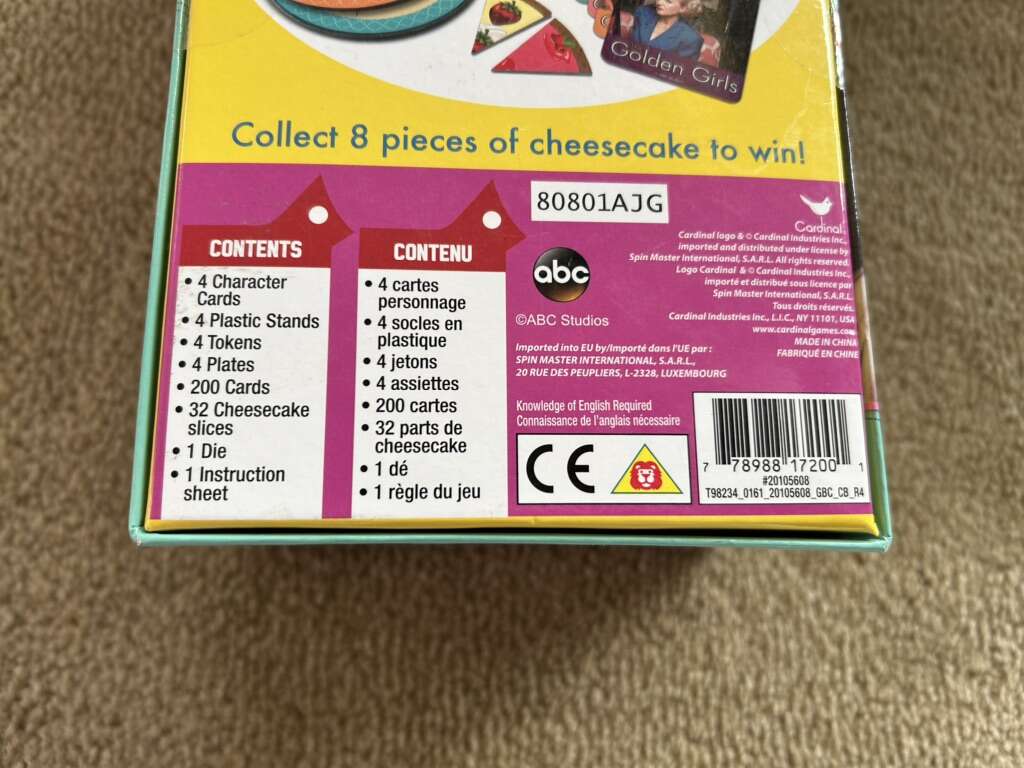 Golden Girls
Collect 8 pieces of cheesecake to win!
CONTENTS
• 4 Character
Cards
• 4 Plastic Stands
• 4 Tokens
• 4 Plates
• 200 Cards
• 32 Cheesecake
slices
• 1 Die
• 1 Instruction
sheet
CONTENU
• 4 cartes
personnage
• 4 socles en
plastique
• 4 jetons
• 4 assiettes
• 200 cartes
• 32 parts de
cheesecake
• 1 dé
• 1 règle du jeu
80801AJG
abc
©ABC Studios
Cardinal
Cardinal logo & © Cardinal Industries Inc.,
imported and distributed under license by
Spin Master International, S.A.R.L. All rights reserved.
Logo Cardinal & © Cardinal Industries Inc.
importé et distribué sous licence par
Spin Master International, S.A.R.L.
Tous droits réservés.
Cardinal Industries Inc., L.I.C., NY 11101, USA
www.cardinalgames.com
MADE IN CHINA
FABRIQUÉ EN CHINE
Imported into EU by/Importé dans l'UE par :
SPIN MASTER INTERNATIONAL, S.A.R.L.,
20 RUE DES PEUPLIERS, L-2328, LUXEMBOURG
Knowledge of English Required
Connaissance de l'anglais nécessaire
CE
7 78988 17200 1
#20105608
T98234_0161_20105608_GBC_CB_R4